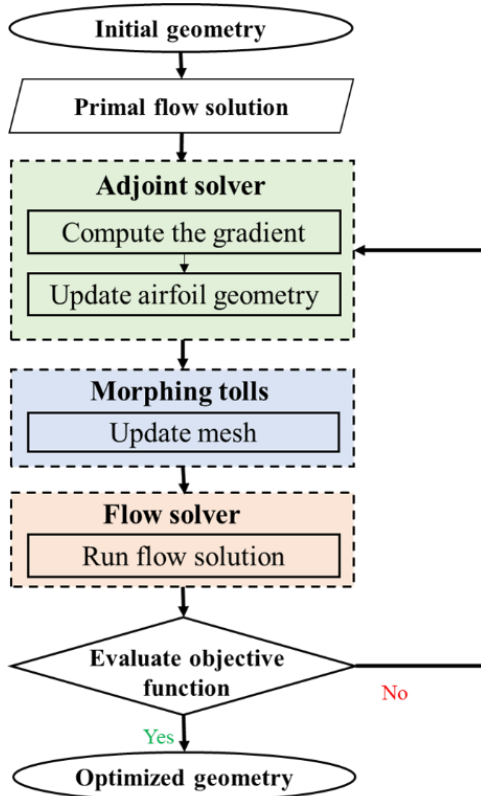 Initial geometry
Primal flow solution
Adjoint solver
Compute the gradient
Update airfoil geometry
Morphing tolls
Update mesh
Flow solver
Run flow solution
Evaluate objective
function
No
Yes
Optimized geometry